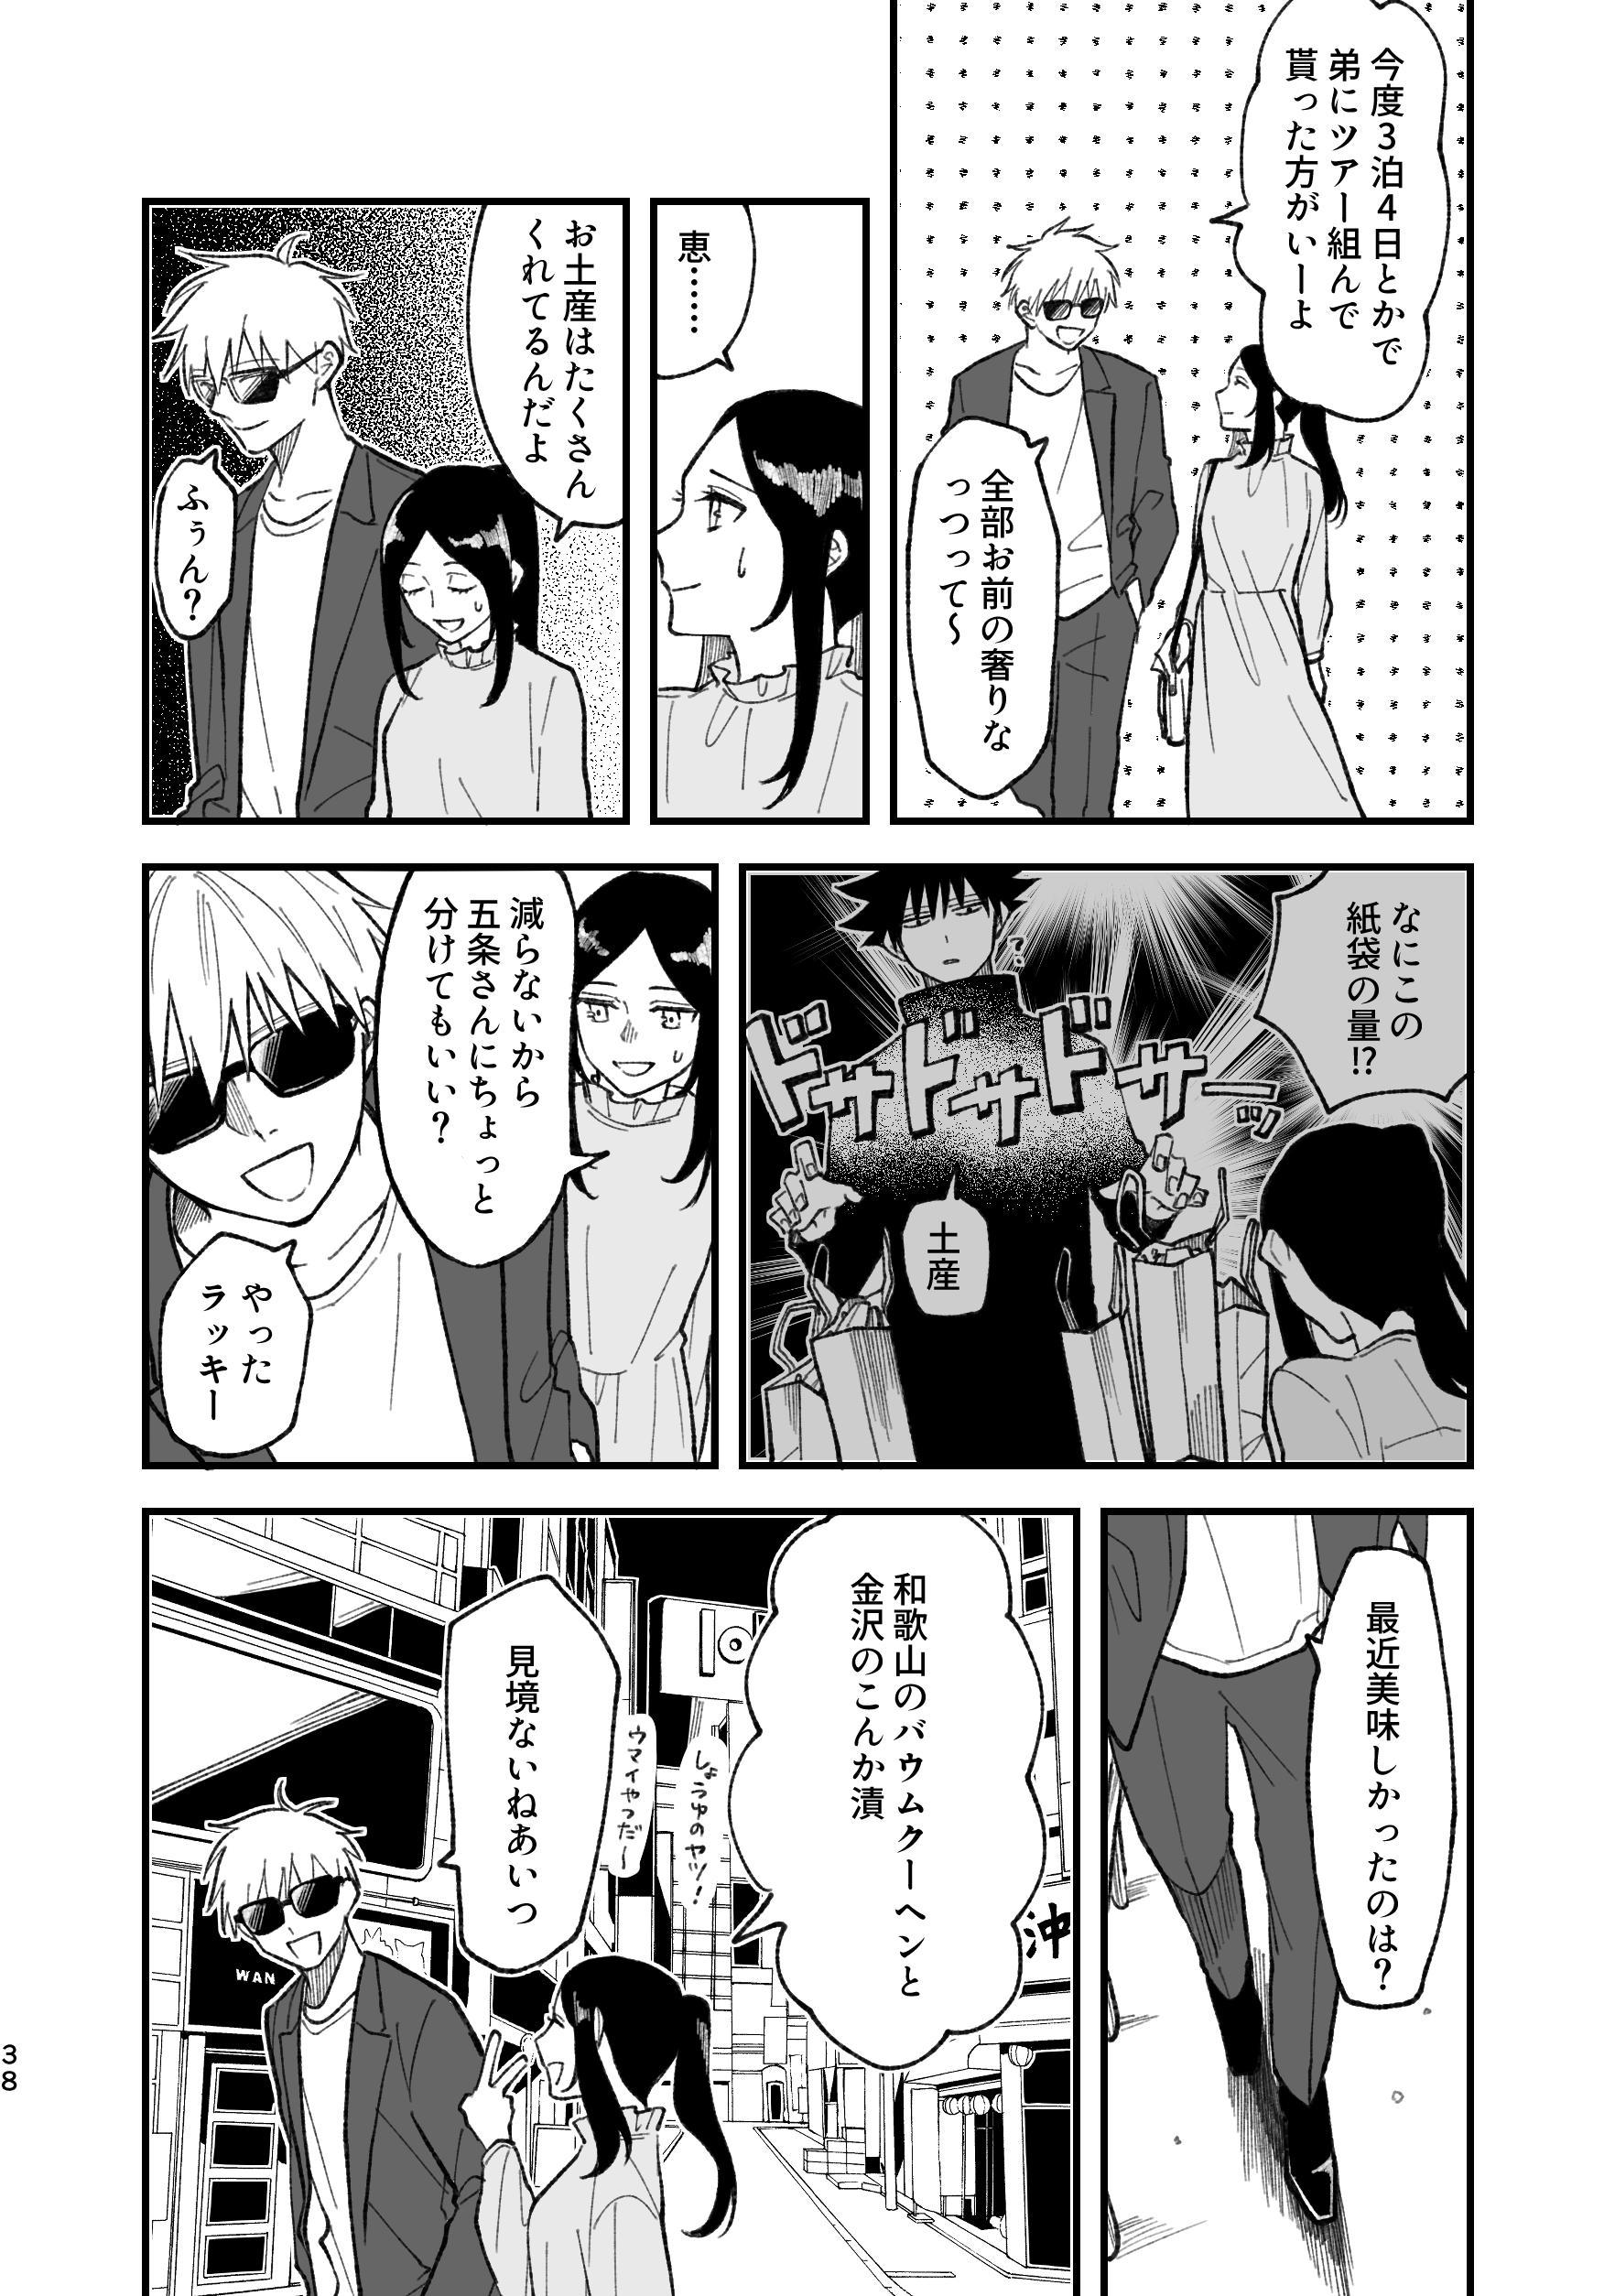 今度3泊4日とかで
弟にツアー組んで
貰った方がいーよ
全部お前の奢りな
っつって～
恵……
お土産はたくさん
くれてるんだよ
ふぅん？
なにこの
紙袋の量!?
?
ドサドサドサーッ
土産
減らないから
五条さんにちょっと
分けてもいい？
やった
ラッキー
最近美味しかったのは？
和歌山のバウムクーヘンと
金沢のこんか漬
しょうゆのヤツ！
ウマイやつだ～
見境ないねあいつ
沖
WAN
38